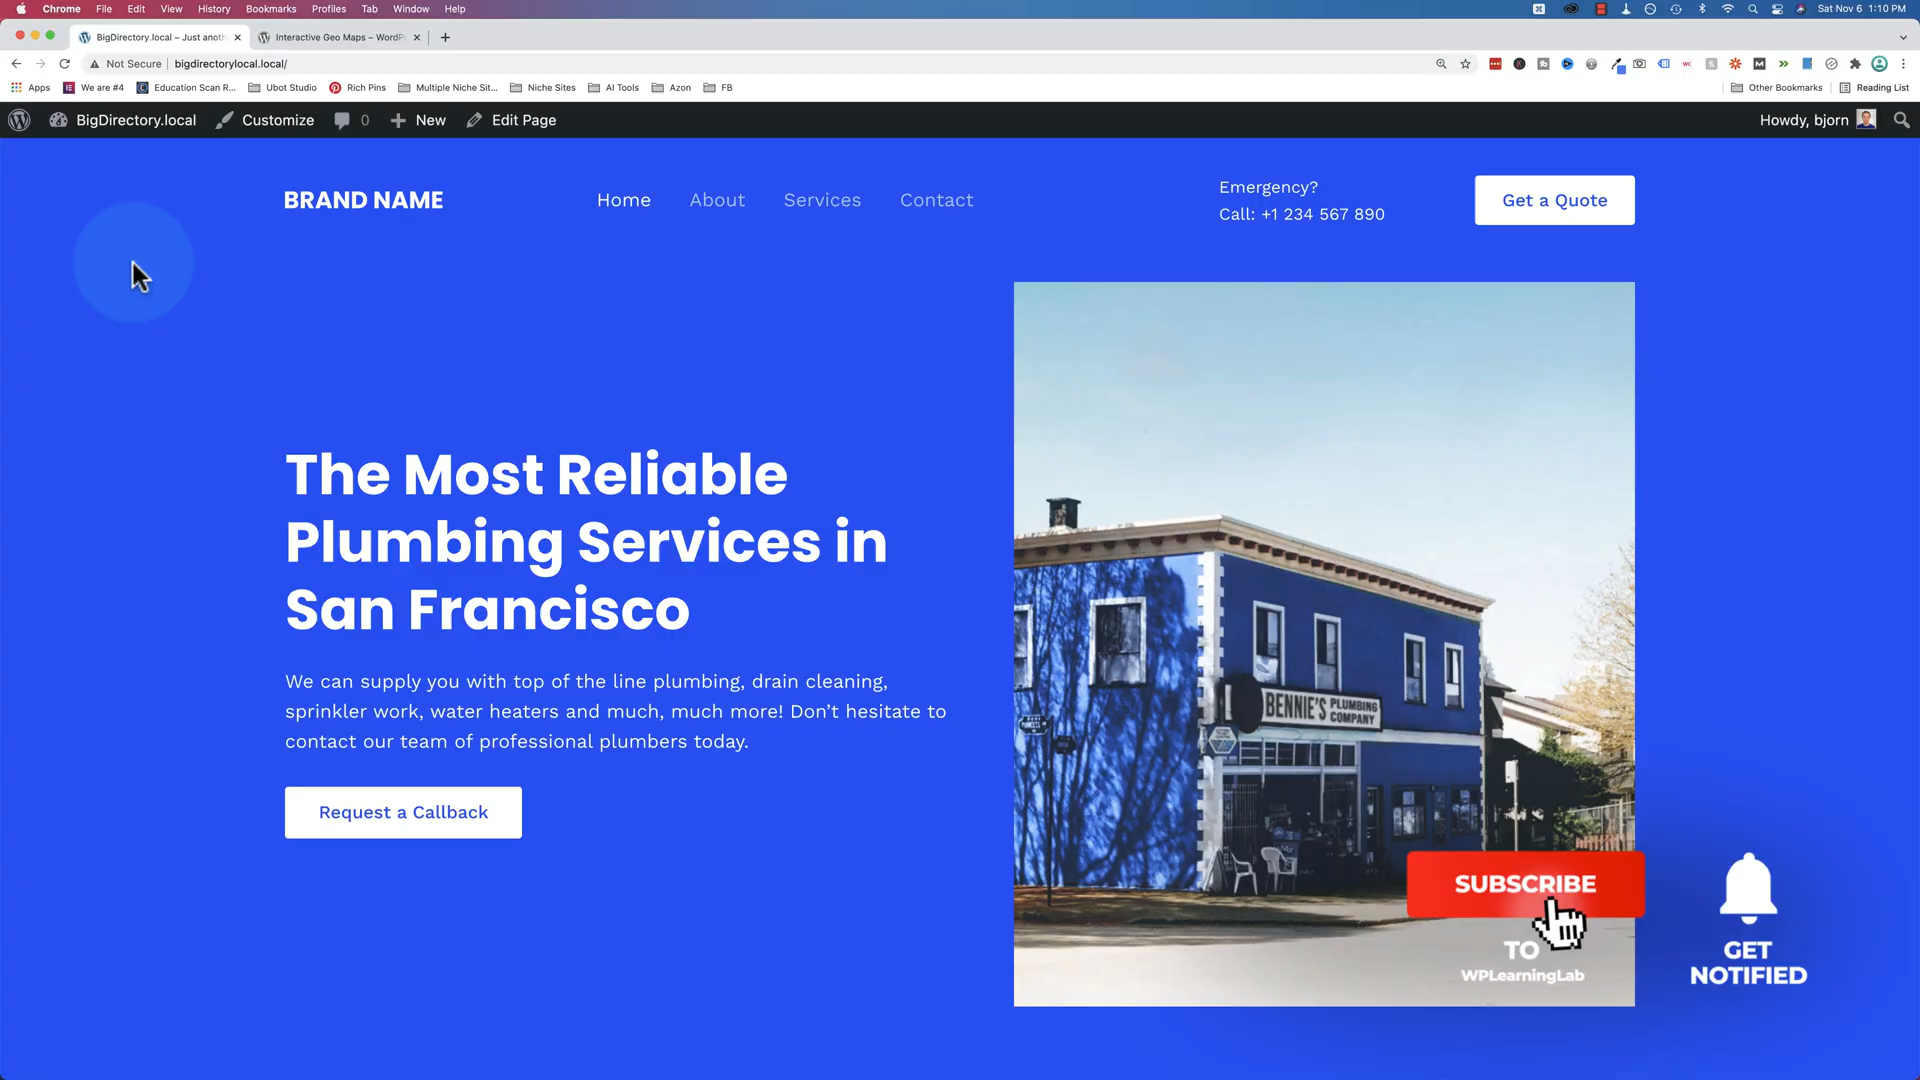 Chrome File Edit View History Bookmarks Profiles Tab Window Help
Sat Nov 6 1:10 PM
BigDirectory.local – Just anoth
Interactive Geo Maps – WordP
Not Secure bigdirectorylocal.local/
Apps We are #4 Education Scan R... Ubot Studio Rich Pins Multiple Niche Sit... Niche Sites AI Tools Azon FB Other Bookmarks Reading List
BigDirectory.local Customize 0 New Edit Page Howdy, bjorn
BRAND NAME
Home About Services Contact
Emergency?
Call: +1 234 567 890
Get a Quote
The Most Reliable
Plumbing Services in
San Francisco
We can supply you with top of the line plumbing, drain cleaning,
sprinkler work, water heaters and much, much more! Don’t hesitate to
contact our team of professional plumbers today.
Request a Callback
BENNIE'S PLUMBING
COMPANY
SUBSCRIBE
TO
WPLearningLab
GET
NOTIFIED